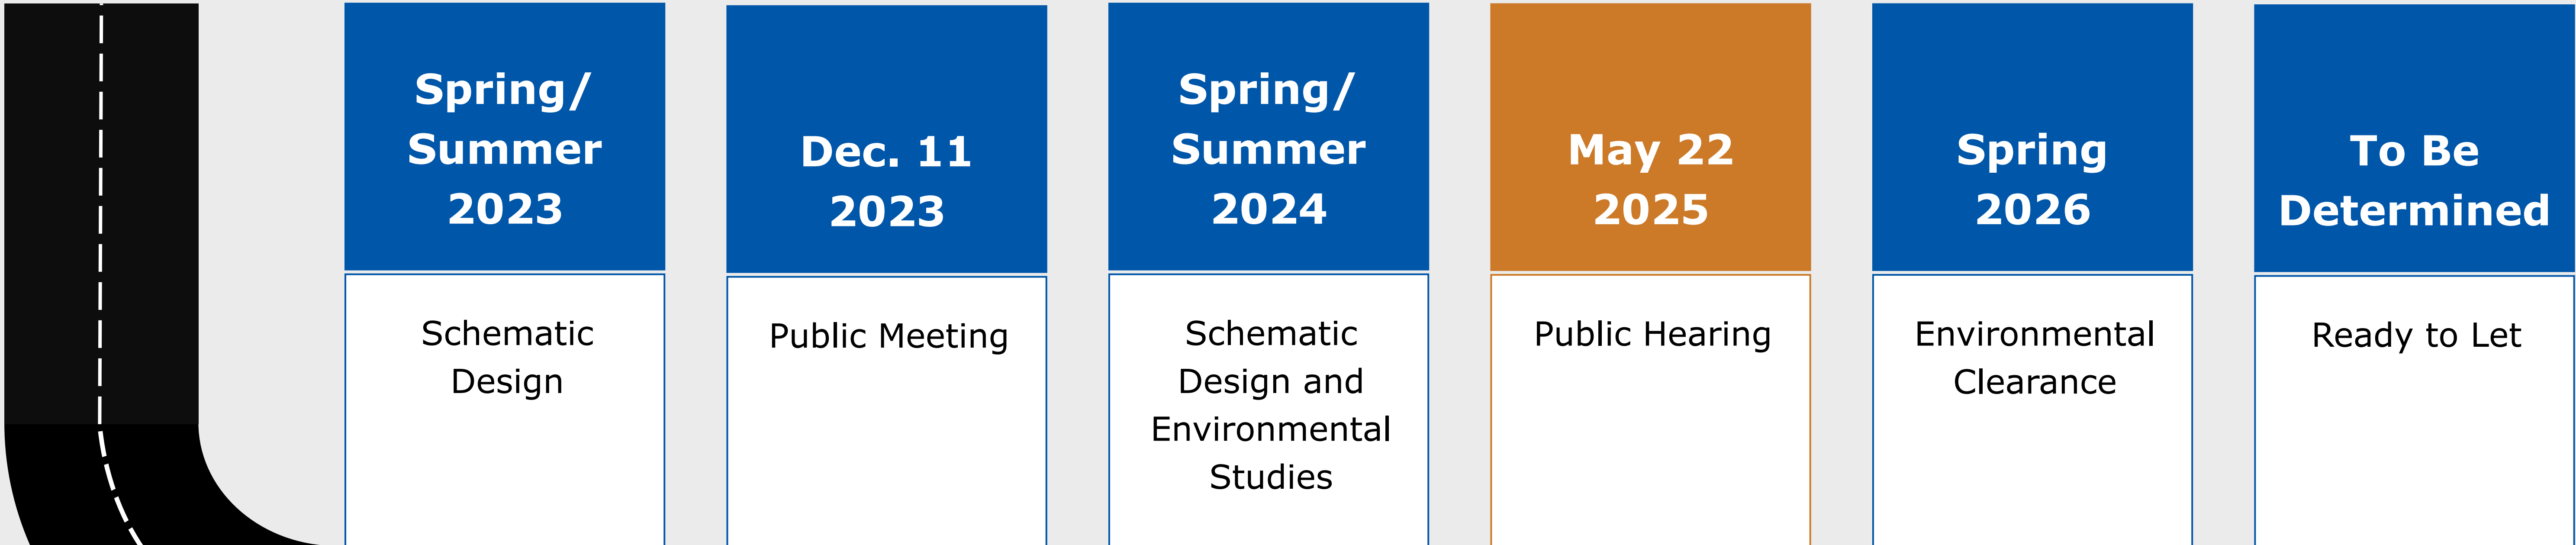 Spring/
Summer
2023
Schematic
Design
Dec. 11
2023
Public Meeting
Spring/
Summer
2024
Schematic
Design and
Environmental
Studies
May 22
2025
Public Hearing
Spring
2026
Environmental
Clearance
To Be
Determined
Ready to Let